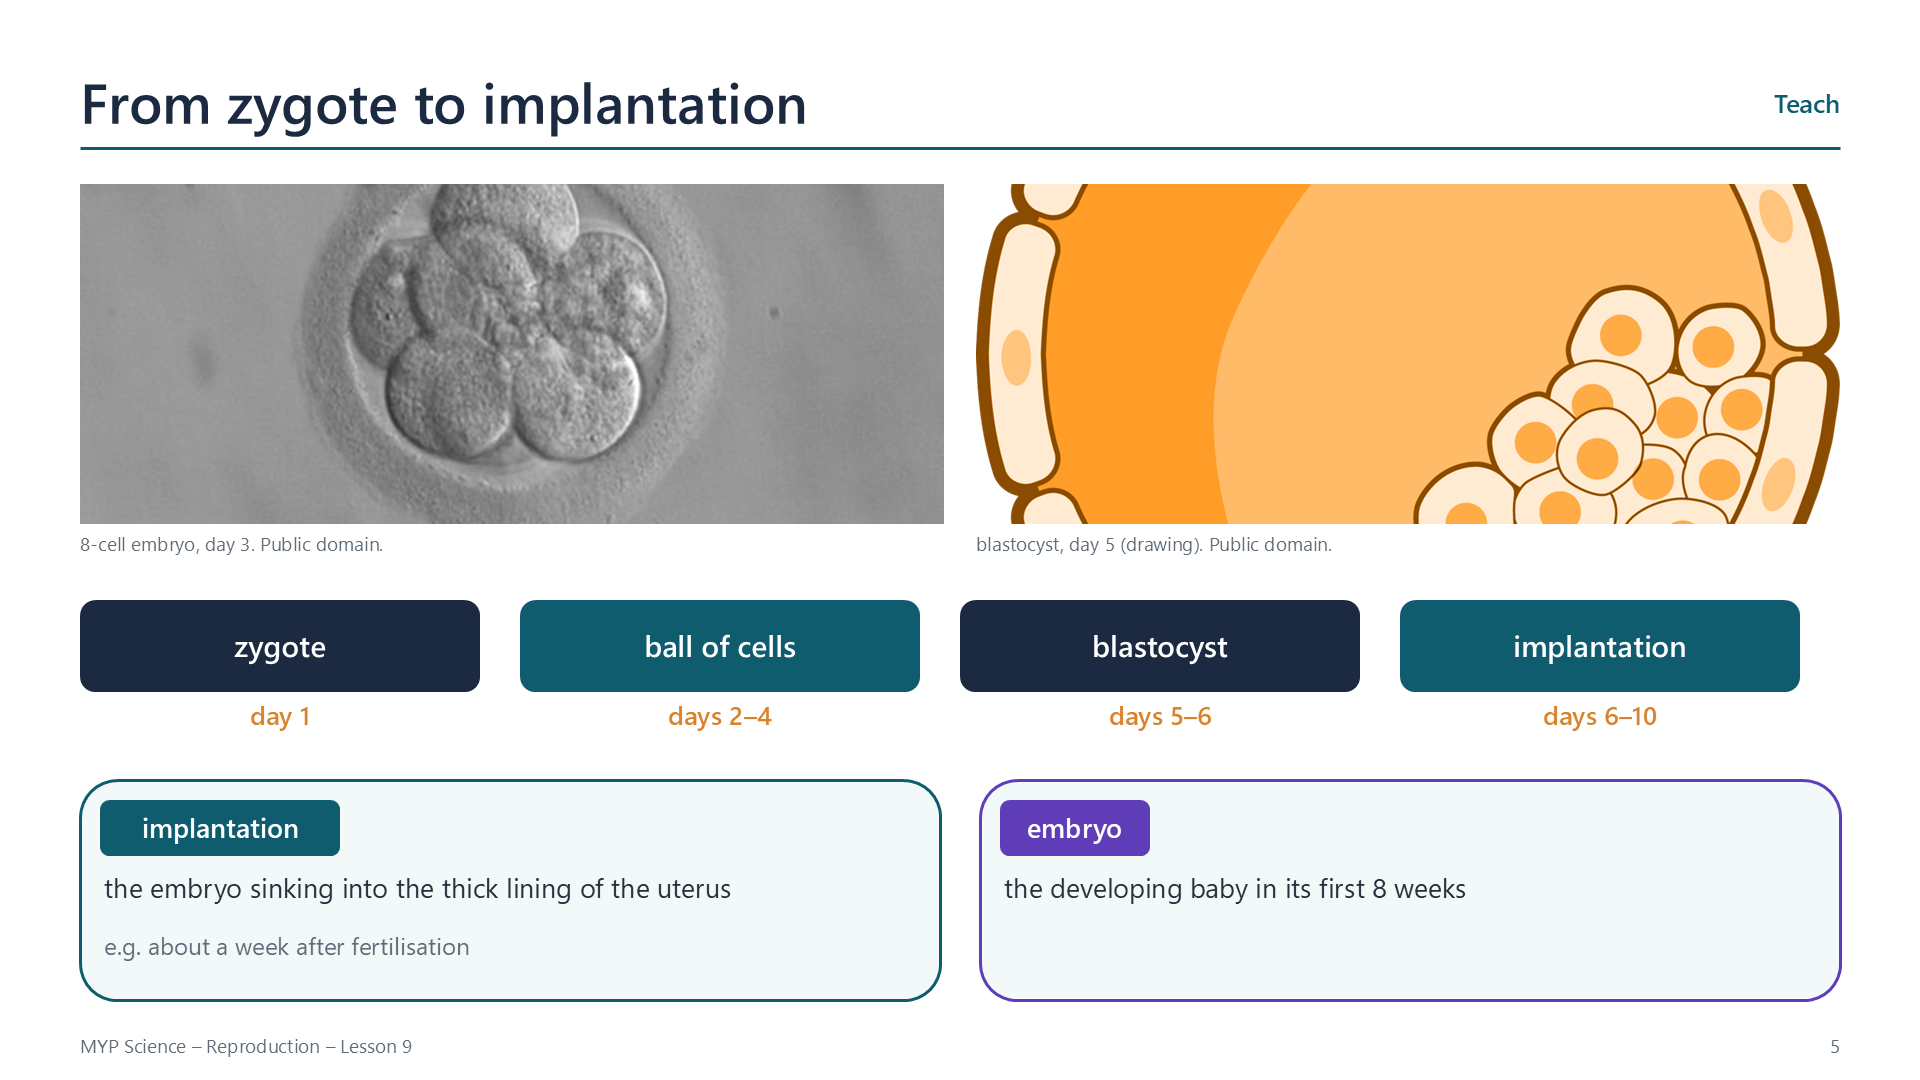 From zygote to implantation
Teach
8-cell embryo, day 3. Public domain.
blastocyst, day 5 (drawing). Public domain.
zygote
ball of cells
blastocyst
implantation
day 1
days 2–4
days 5–6
days 6–10
implantation
the embryo sinking into the thick lining of the uterus
e.g. about a week after fertilisation
embryo
the developing baby in its first 8 weeks
MYP Science – Reproduction – Lesson 9
5